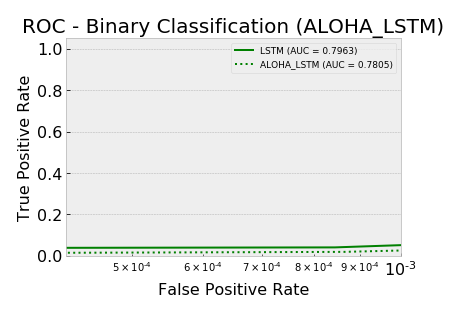 ROC - Binary Classification (ALOHA_LSTM)
LSTM (AUC = 0.7963)
ALOHA_LSTM (AUC = 0.7805)
True Positive Rate
1.0
0.8
0.6
0.4
0.2
0.0
5 × 10⁻⁴ 6 × 10⁻⁴ 7 × 10⁻⁴ 8 × 10⁻⁴ 9 × 10⁻⁴ 10⁻³
False Positive Rate